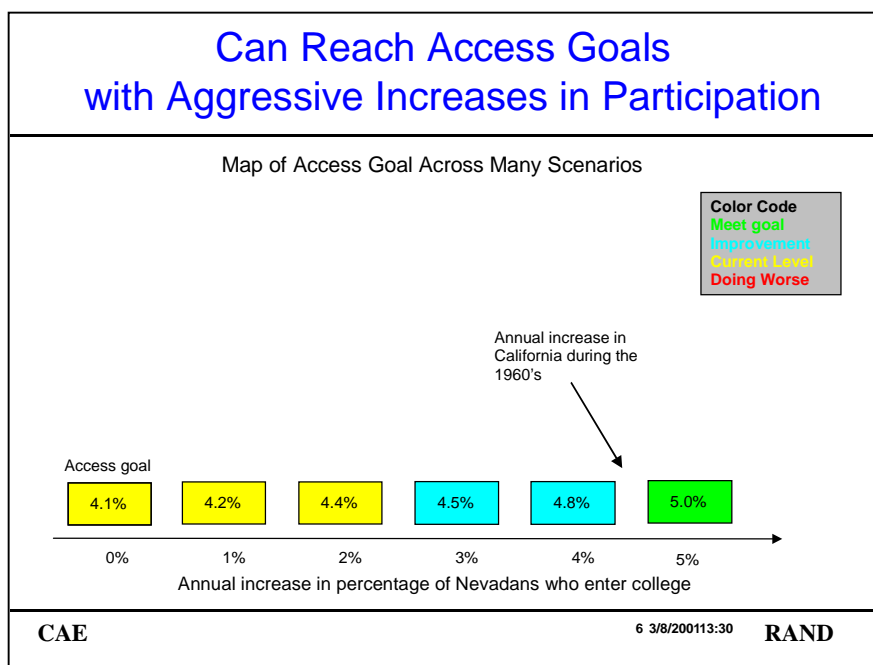 Can Reach Access Goals
with Aggressive Increases in Participation
Map of Access Goal Across Many Scenarios
Color Code
Meet goal
Improvement
Current Level
Doing Worse
Annual increase in
California during the
1960's
Access goal
4.1% 4.2% 4.4% 4.5% 4.8% 5.0%
0% 1% 2% 3% 4% 5%
Annual increase in percentage of Nevadans who enter college
CAE 6 3/8/200113:30 RAND